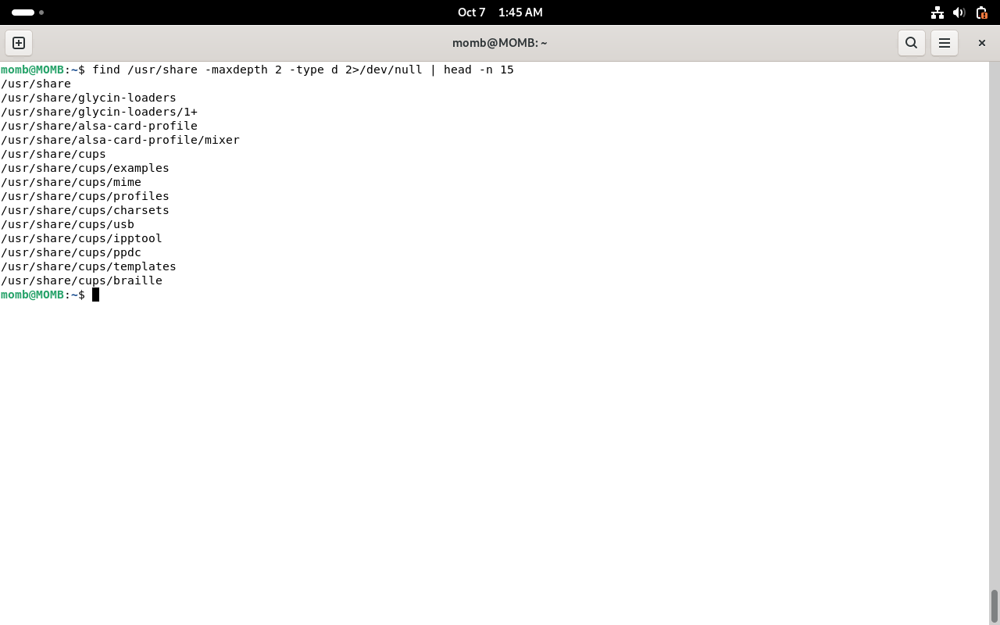 Oct 7 1:45 AM
momb@MOMB: ~
momb@MOMB:~$ find /usr/share -maxdepth 2 -type d 2>/dev/null | head -n 15
/usr/share
/usr/share/glycin-loaders
/usr/share/glycin-loaders/1+
/usr/share/alsa-card-profile
/usr/share/alsa-card-profile/mixer
/usr/share/cups
/usr/share/cups/examples
/usr/share/cups/mime
/usr/share/cups/profiles
/usr/share/cups/charsets
/usr/share/cups/usb
/usr/share/cups/ipptool
/usr/share/cups/ppdc
/usr/share/cups/templates
/usr/share/cups/braille
momb@MOMB:~$